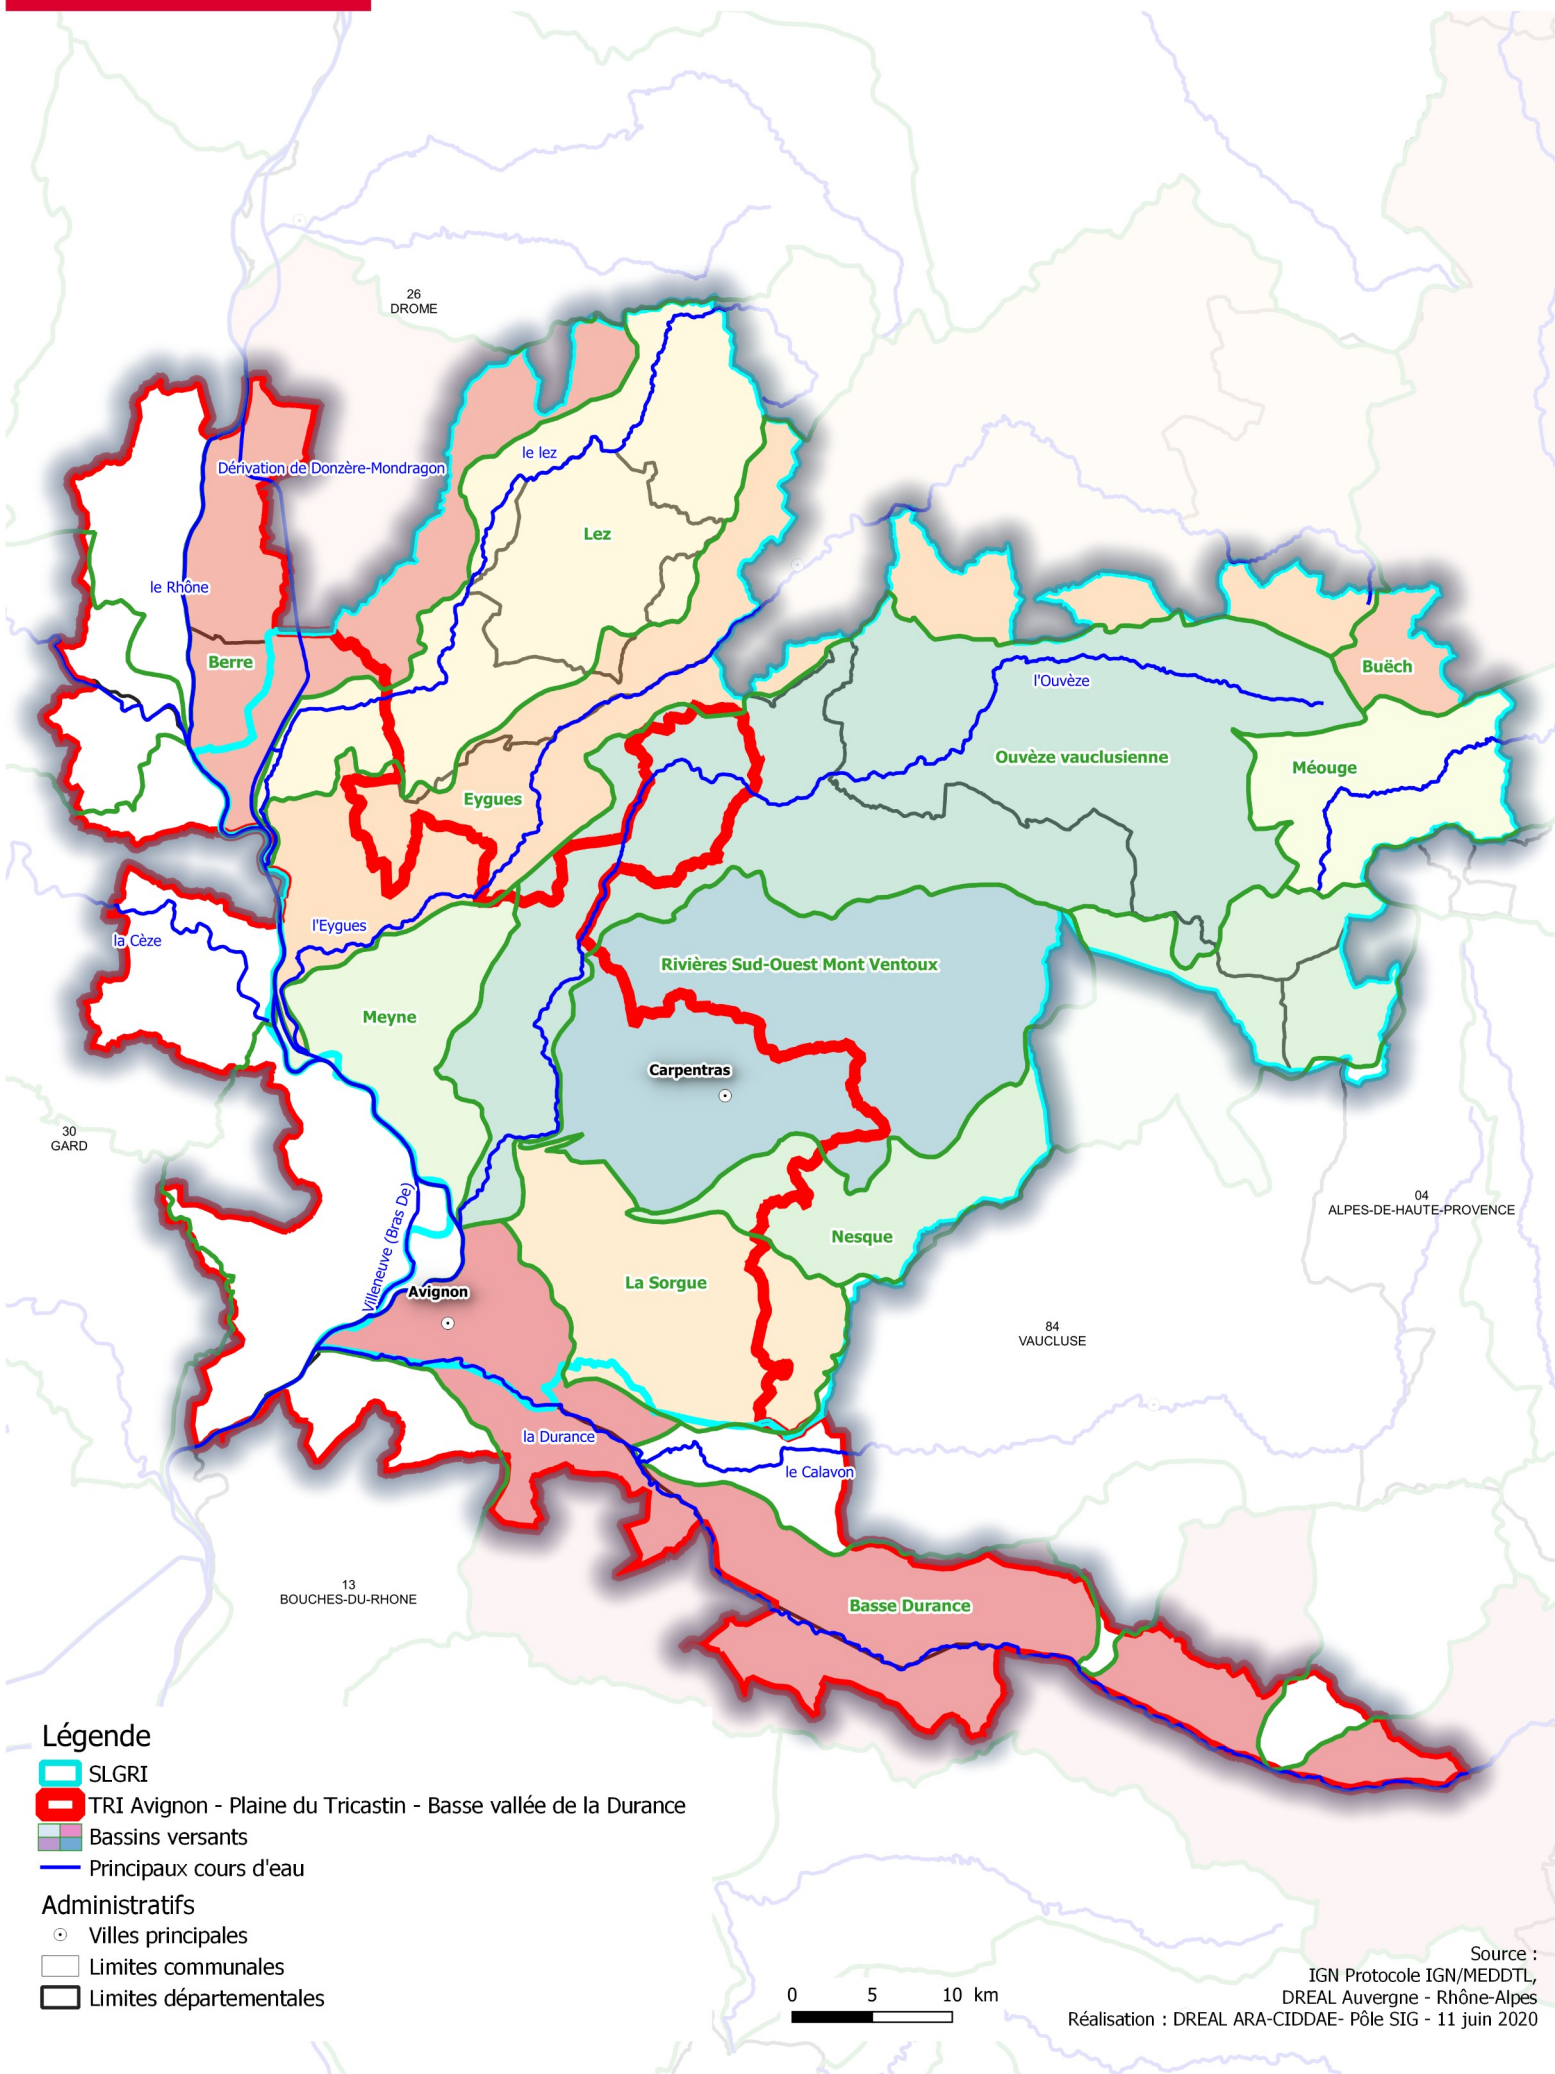 26
DROME
Dérivation de Donzère-Mondragon
le lez
Lez
le Rhône
Berre
Buëch
l'Ouvèze
Ouvèze vauclusienne
Méouge
Eygues
l'Eygues
la Cèze
Rivières Sud-Ouest Mont Ventoux
Meyne
Carpentras
30
GARD
04
ALPES-DE-HAUTE-PROVENCE
Villeneuve (Bras De)
Nesque
La Sorgue
Avignon
84
VAUCLUSE
la Durance
le Calavon
13
BOUCHES-DU-RHONE
Basse Durance
Légende
SLGRI
TRI Avignon - Plaine du Tricastin - Basse vallée de la Durance
Bassins versants
Principaux cours d'eau
Administratifs
Villes principales
Limites communales
Limites départementales
0 5 10 km
Source :
IGN Protocole IGN/MEDDTL,
DREAL Auvergne - Rhône-Alpes
Réalisation : DREAL ARA-CIDDAE- Pôle SIG - 11 juin 2020